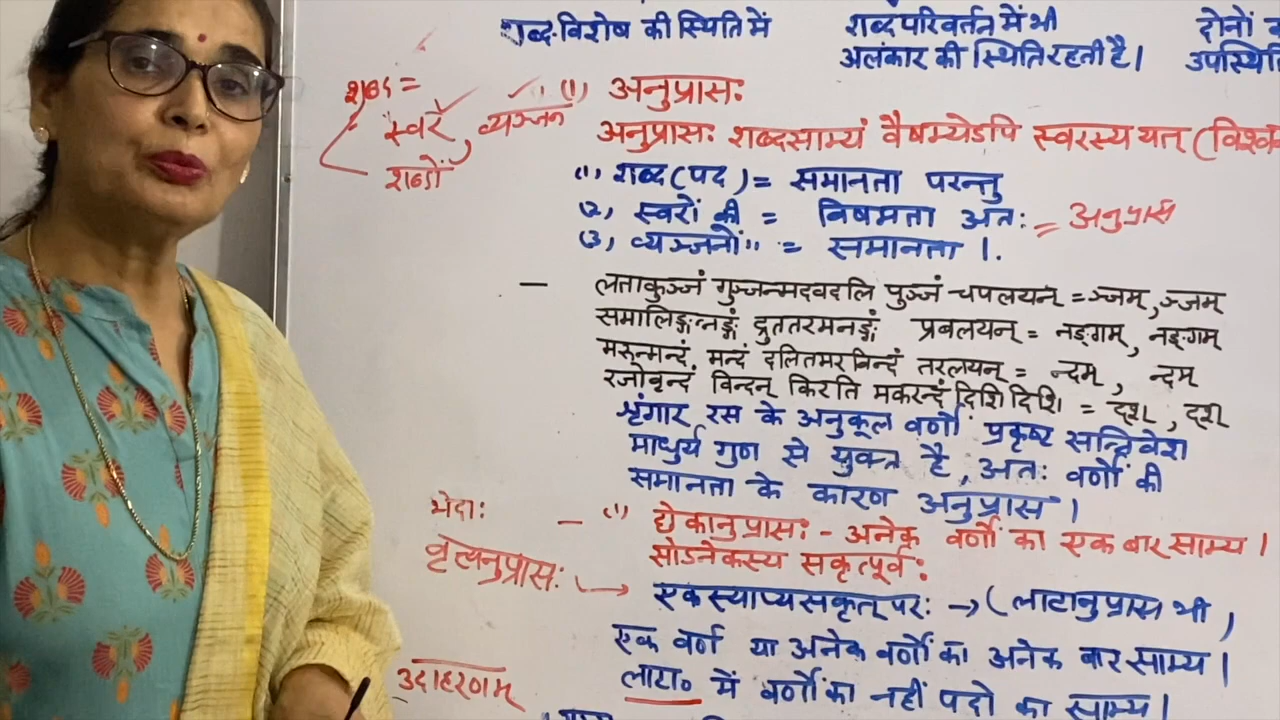 शब्द-विशेष की स्थिति में
शब्द परिवर्तन में भी
अलंकार की स्थिति रहती है।
दोनों
शब्द =
स्वर
व्यञ्जन
शब्दों
(1) अनुप्रासः
अनुप्रासः शब्दसाम्यं वैषम्येऽपि स्वरस्य यत्
(1) शब्द (पद) = समानता परन्तु
(2) स्वरों की = विषमता अतः = अनुप्रास
(3) व्यञ्जनों " = समानता।
— लताकुञ्जं गुञ्जन्मदवदलि पुञ्जं चपलयन् = ञ्जम्, ञ्जम्
समालिङ्गन्नङ्गं द्रुततरमनङ्गं प्रबलयन् = नङ्गम्, नङ्गम्
मरुन्मन्दं मन्दं दलितमरविन्दं तरलयन् = न्दम्, न्दम्
रजोवृन्दं विन्दन् किरति मकरन्दं दिशि दिशि। = दृश्, दृश्
शृंगार रस के अनुकूल वर्णों प्रकृष्ट सन्निवेश
माधुर्य गुण से युक्त है, अतः वर्णों की
समानता के कारण अनुप्रास।
भेदाः — (1) छेकानुप्रासः - अनेक वर्णों का एक बार साम्य।
सोऽनेकस्य सकृत्पूर्वः
वृत्यनुप्रासः → एकस्याप्यसकृत् परः → (लाटानुप्रास भी)
एक वर्ण या अनेक वर्णों का अनेक बार साम्य।
लाटा० में वर्णों का नहीं पदों का साम्य।
उदाहरणम्